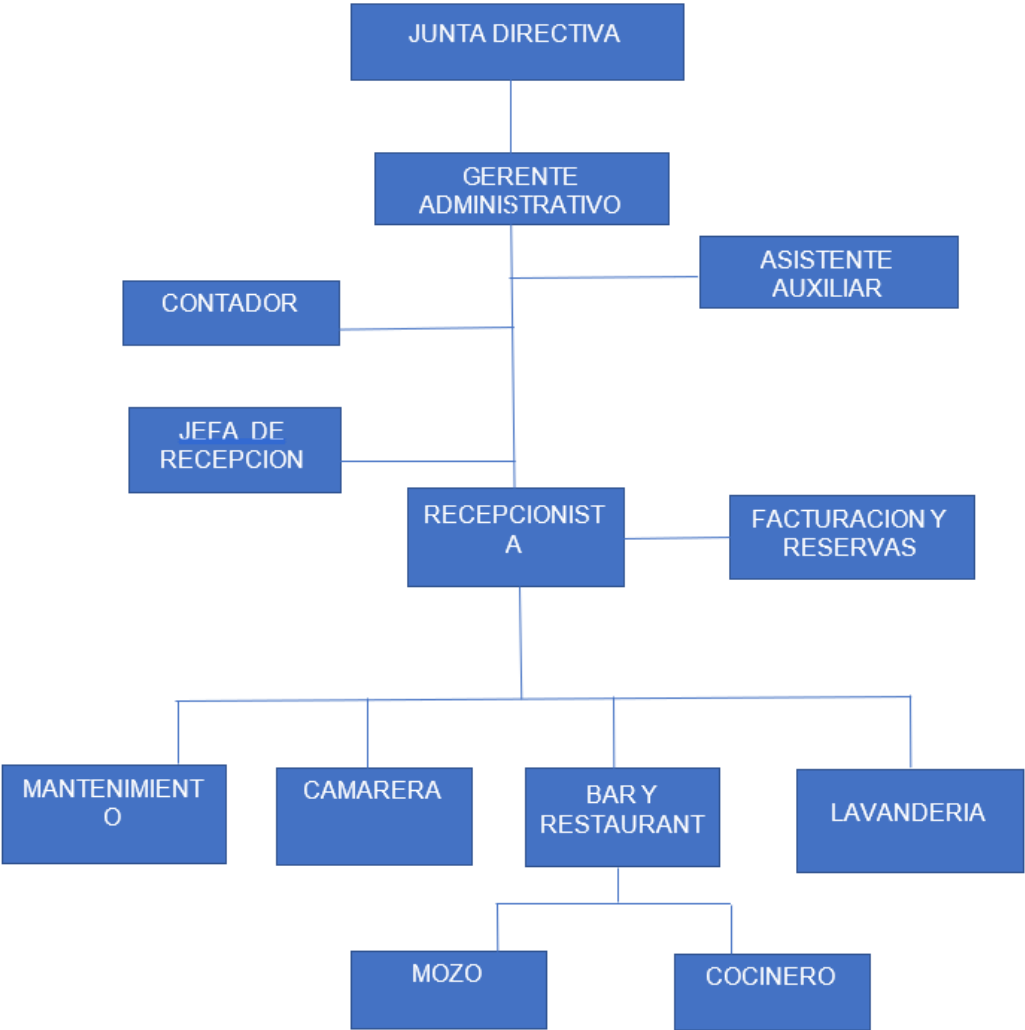 JUNTA DIRECTIVA
GERENTE
ADMINISTRATIVO
ASISTENTE
AUXILIAR
CONTADOR
JEFA DE
RECEPCION
RECEPCIONIST
A
FACTURACION Y
RESERVAS
MANTENIMIENT
O
CAMARERA
BAR Y
RESTAURANT
LAVANDERIA
MOZO
COCINERO